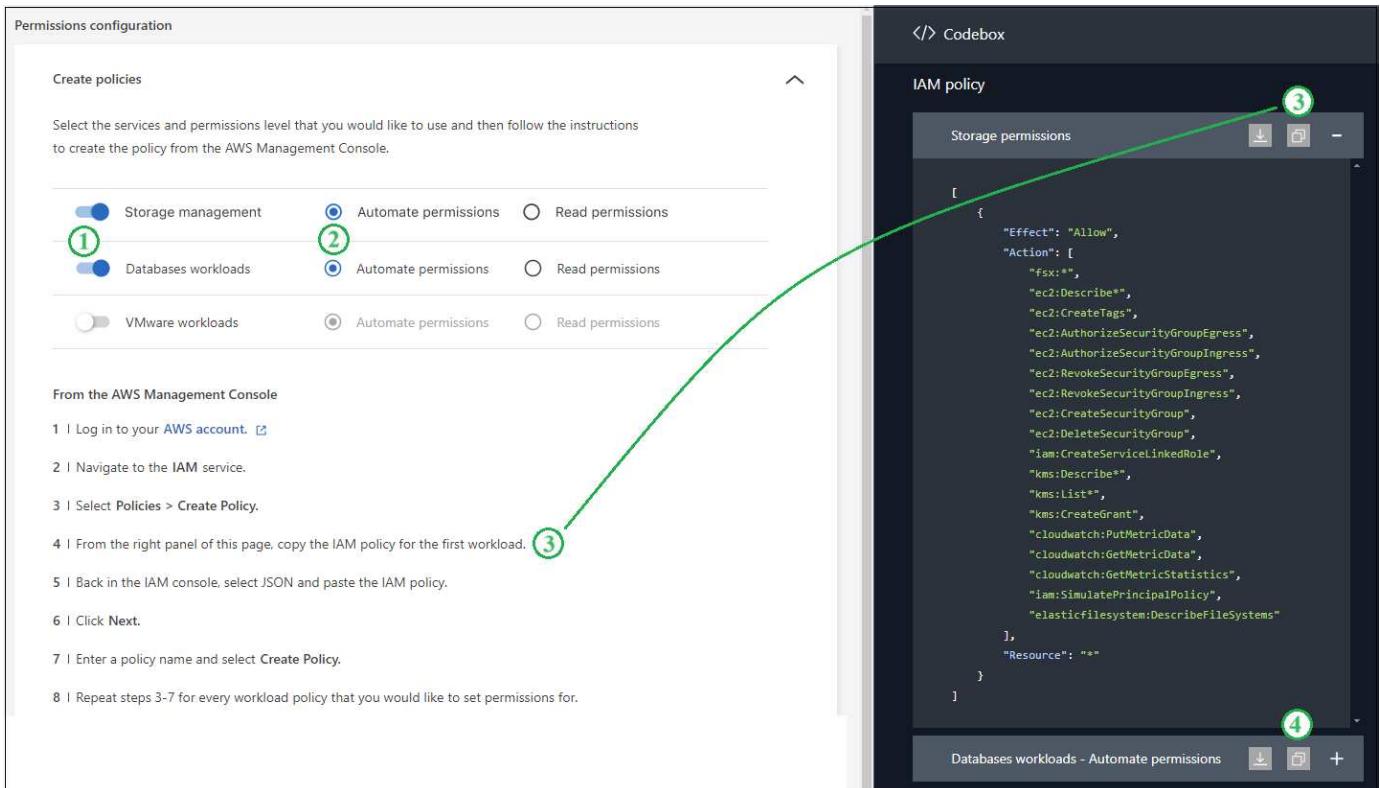 Permissions configuration
Create policies
Select the services and permissions level that you would like to use and then follow the instructions
to create the policy from the AWS Management Console.
Storage management Automate permissions Read permissions
1 2
Databases workloads Automate permissions Read permissions
VMware workloads Automate permissions Read permissions
From the AWS Management Console
1 | Log in to your AWS account.
2 | Navigate to the IAM service.
3 | Select Policies > Create Policy.
4 | From the right panel of this page, copy the IAM policy for the first workload. 3
5 | Back in the IAM console, select JSON and paste the IAM policy.
6 | Click Next.
7 | Enter a policy name and select Create Policy.
8 | Repeat steps 3-7 for every workload policy that you would like to set permissions for.
</> Codebox
IAM policy
3
Storage permissions
[
{
"Effect": "Allow",
"Action": [
"fsx:*",
"ec2:Describe*",
"ec2:CreateTags",
"ec2:AuthorizeSecurityGroupEgress",
"ec2:AuthorizeSecurityGroupIngress",
"ec2:RevokeSecurityGroupEgress",
"ec2:RevokeSecurityGroupIngress",
"ec2:CreateSecurityGroup",
"ec2:DeleteSecurityGroup",
"iam:CreateServiceLinkedRole",
"kms:Describe*",
"kms:List*",
"kms:CreateGrant",
"cloudwatch:PutMetricData",
"cloudwatch:GetMetricData",
"cloudwatch:GetMetricStatistics",
"iam:SimulatePrincipalPolicy",
"elasticfilesystem:DescribeFileSystems"
],
"Resource": "*"
}
]
4
Databases workloads - Automate permissions